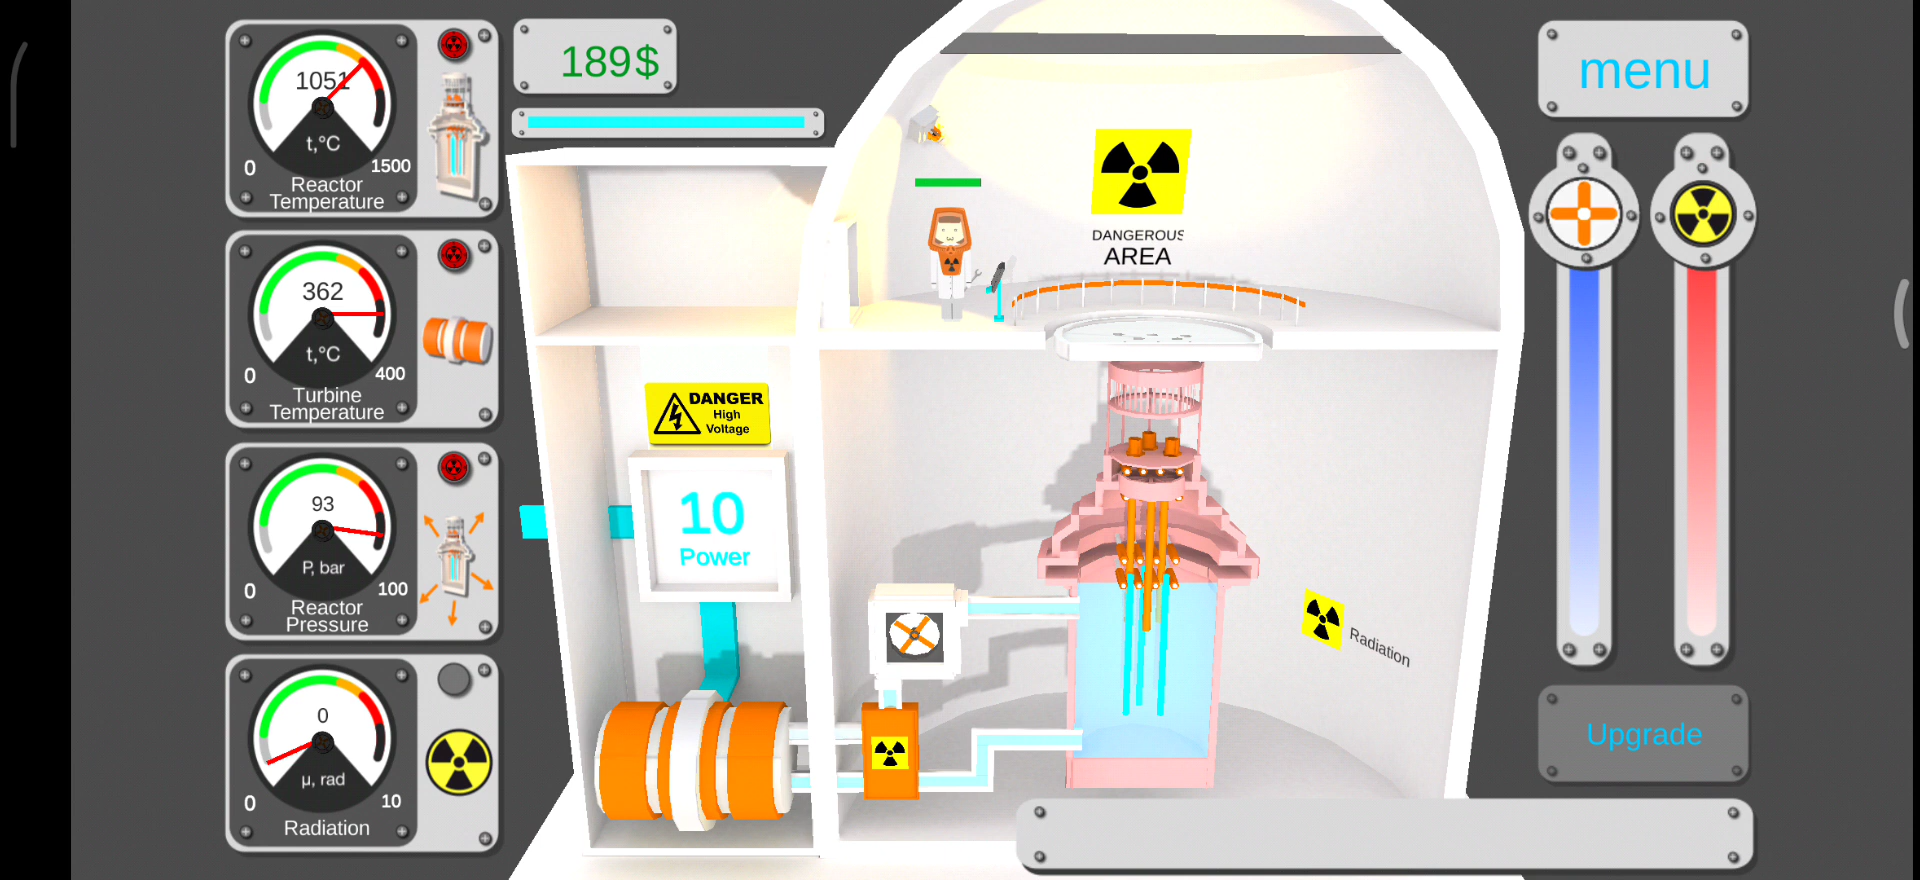 1051
t,°C
0
1500
Reactor
Temperature
362
t,°C
0
400
Turbine
Temperature
93
P, bar
0
100
Reactor
Pressure
0
µ, rad
0
10
Radiation
189$
DANGER
High
Voltage
10
Power
DANGEROUS
AREA
Radiation
menu
Upgrade